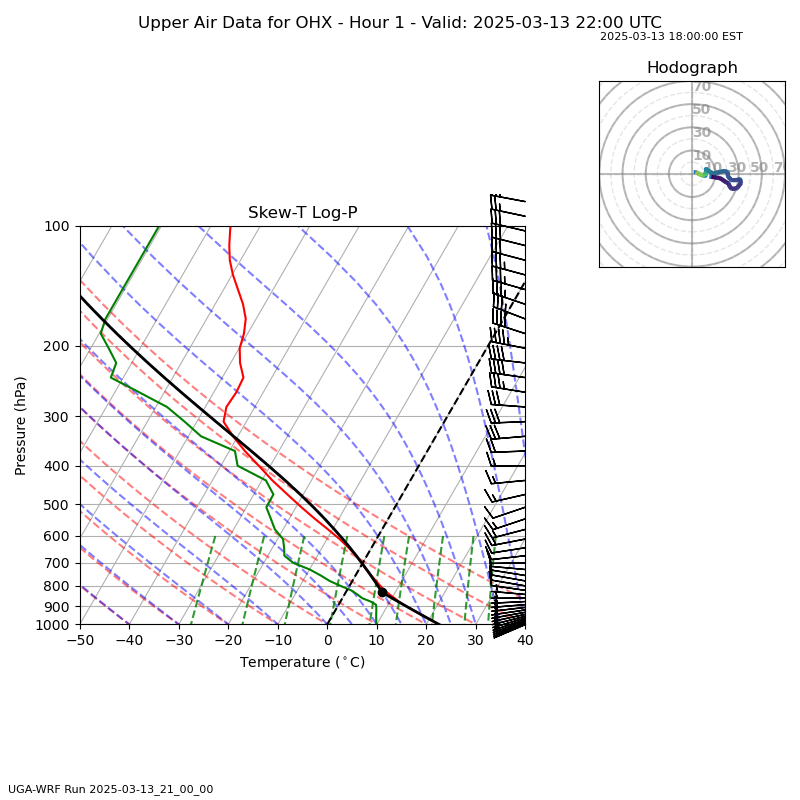 Upper Air Data for OHX - Hour 1 - Valid: 2025-03-13 22:00 UTC
2025-03-13 18:00:00 EST
Hodograph
70
50
30
10
10 30 50 70
Skew-T Log-P
100
200
300
400
500
600
700
800
900
1000
Pressure (hPa)
−50 −40 −30 −20 −10 0 10 20 30 40
Temperature (°C)
UGA-WRF Run 2025-03-13_21_00_00